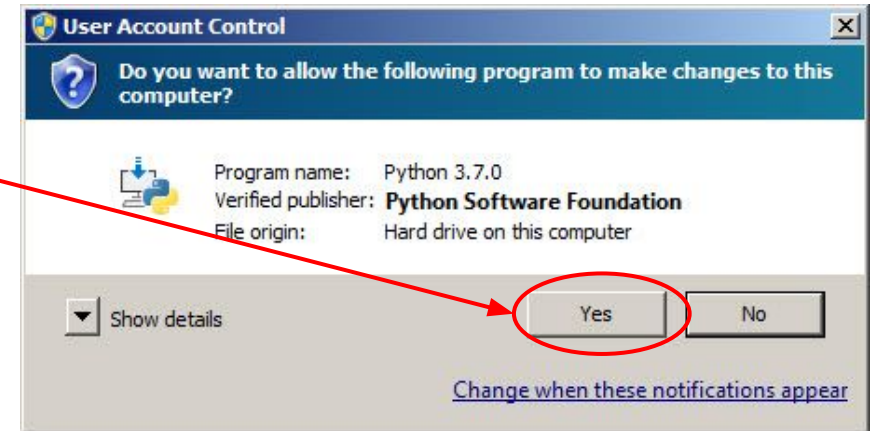 User Account Control
Do you want to allow the following program to make changes to this
computer?
Program name: Python 3.7.0
Verified publisher: Python Software Foundation
File origin: Hard drive on this computer
Show details
Yes
No
Change when these notifications appear